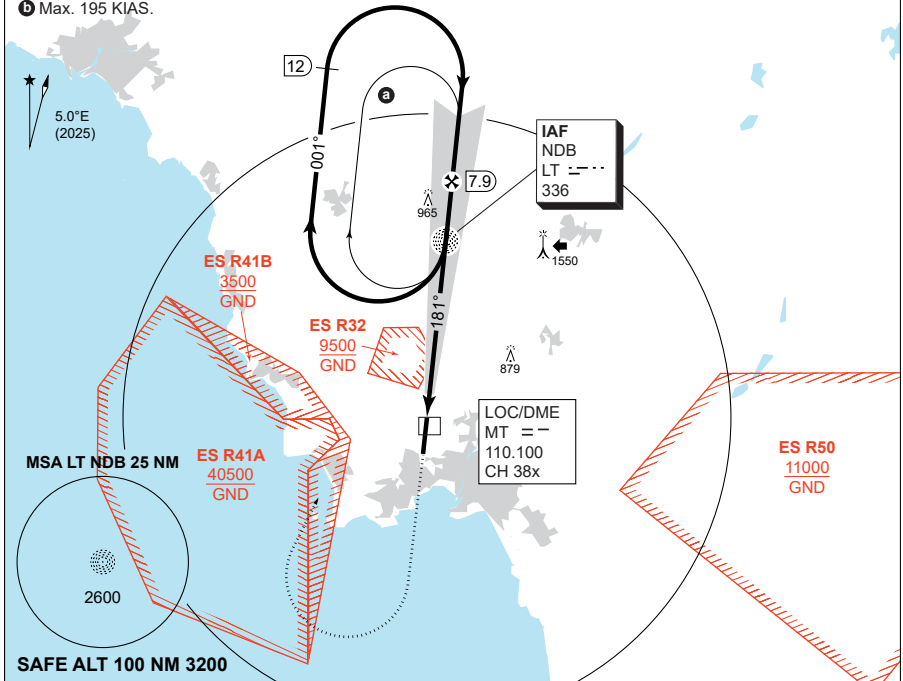 b Max. 195 KIAS.
12
a
5.0°E
(2025)
001°
7.9
IAF
NDB
LT
336
965
1550
ES R41B
3500
GND
181°
ES R32
9500
GND
879
LOC/DME
MT
110.100
CH 38x
ES R41A
40500
GND
ES R50
11000
GND
MSA LT NDB 25 NM
2600
SAFE ALT 100 NM 3200